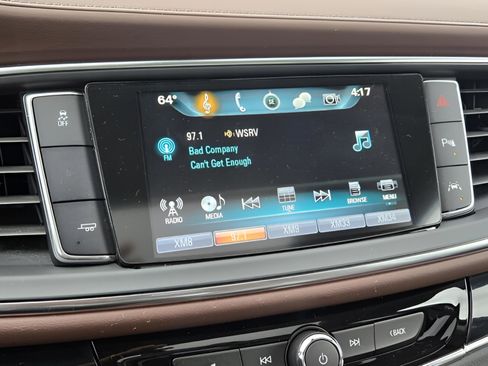 64°
SE
4:17
OFF
97.1 WSRV
Bad Company
Can't Get Enough
FM
RADIO
MEDIA
TUNE
BROWSE
MENU
XM8
97.1
XM9
XM33
XM34
BACK